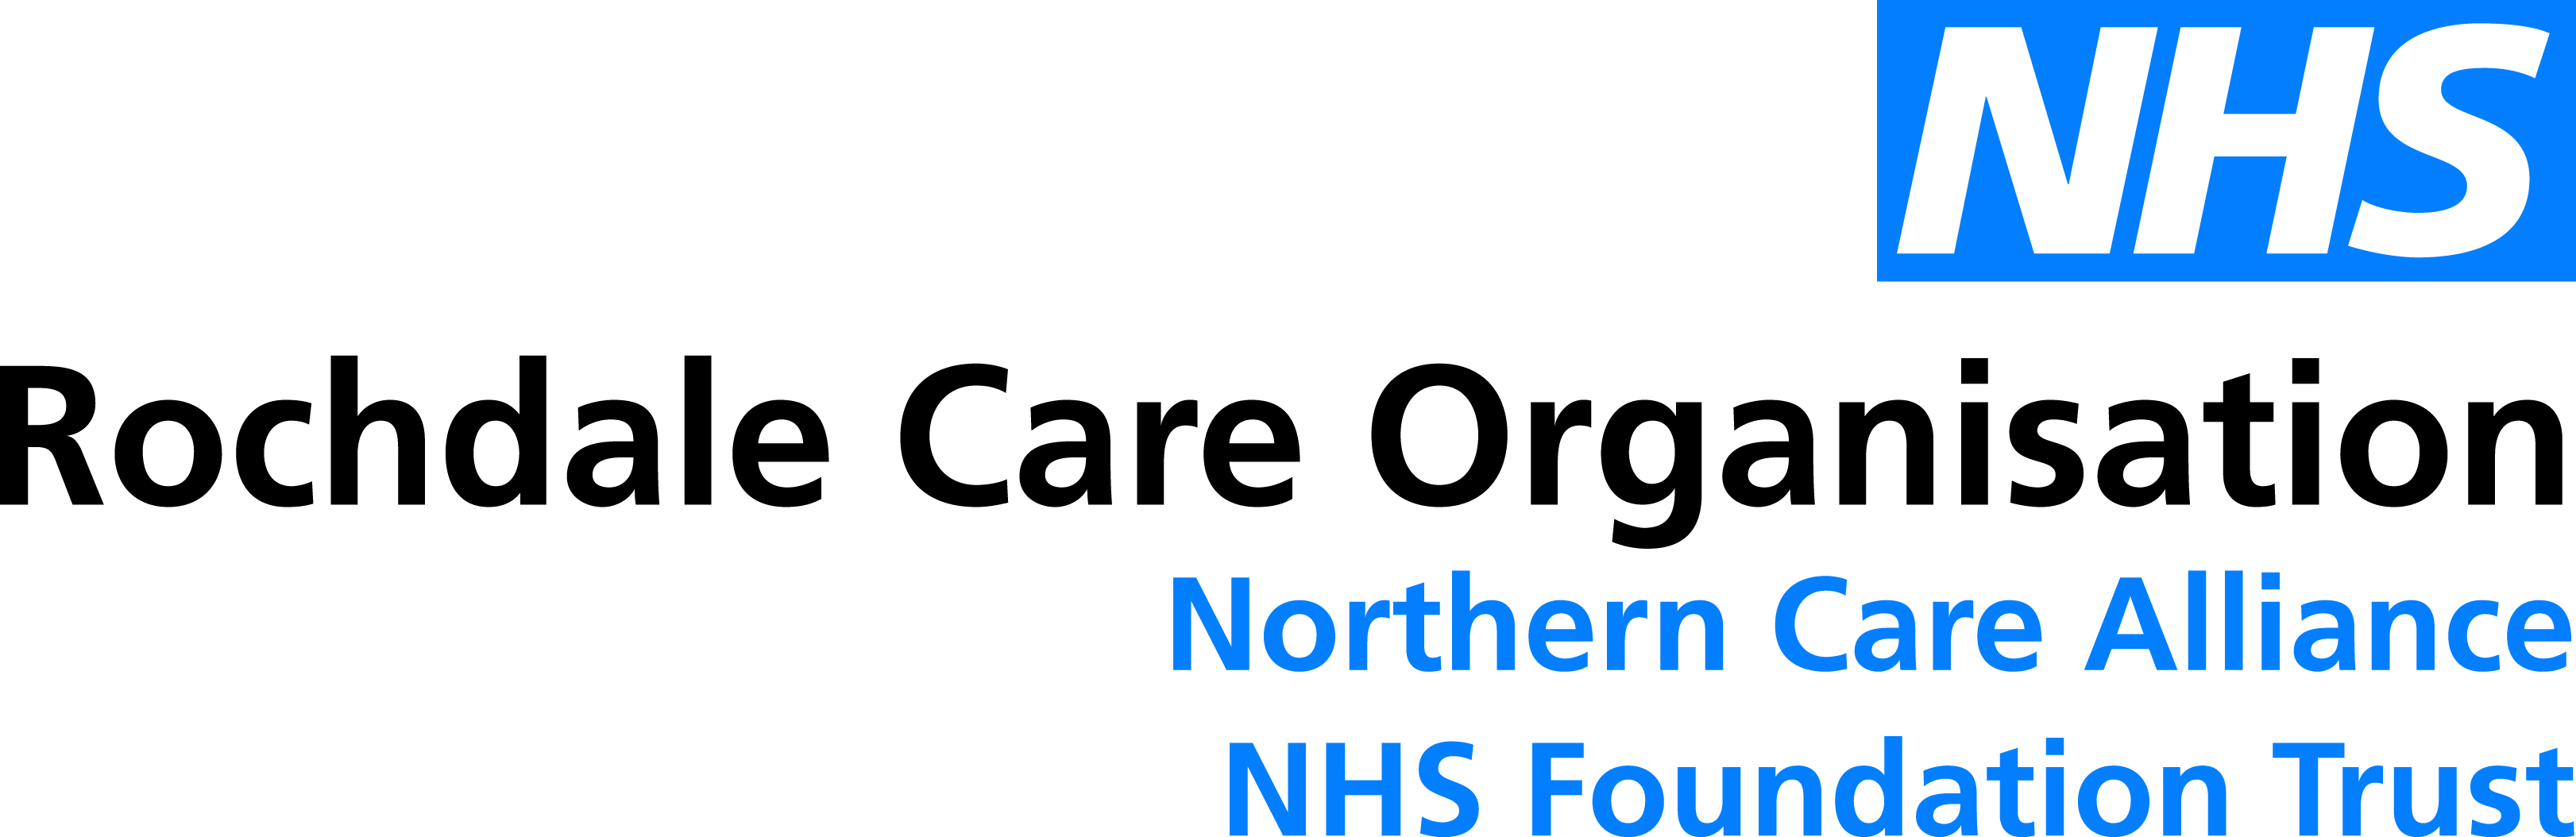 NHS
Rochdale Care Organisation
Northern Care Alliance
NHS Foundation Trust